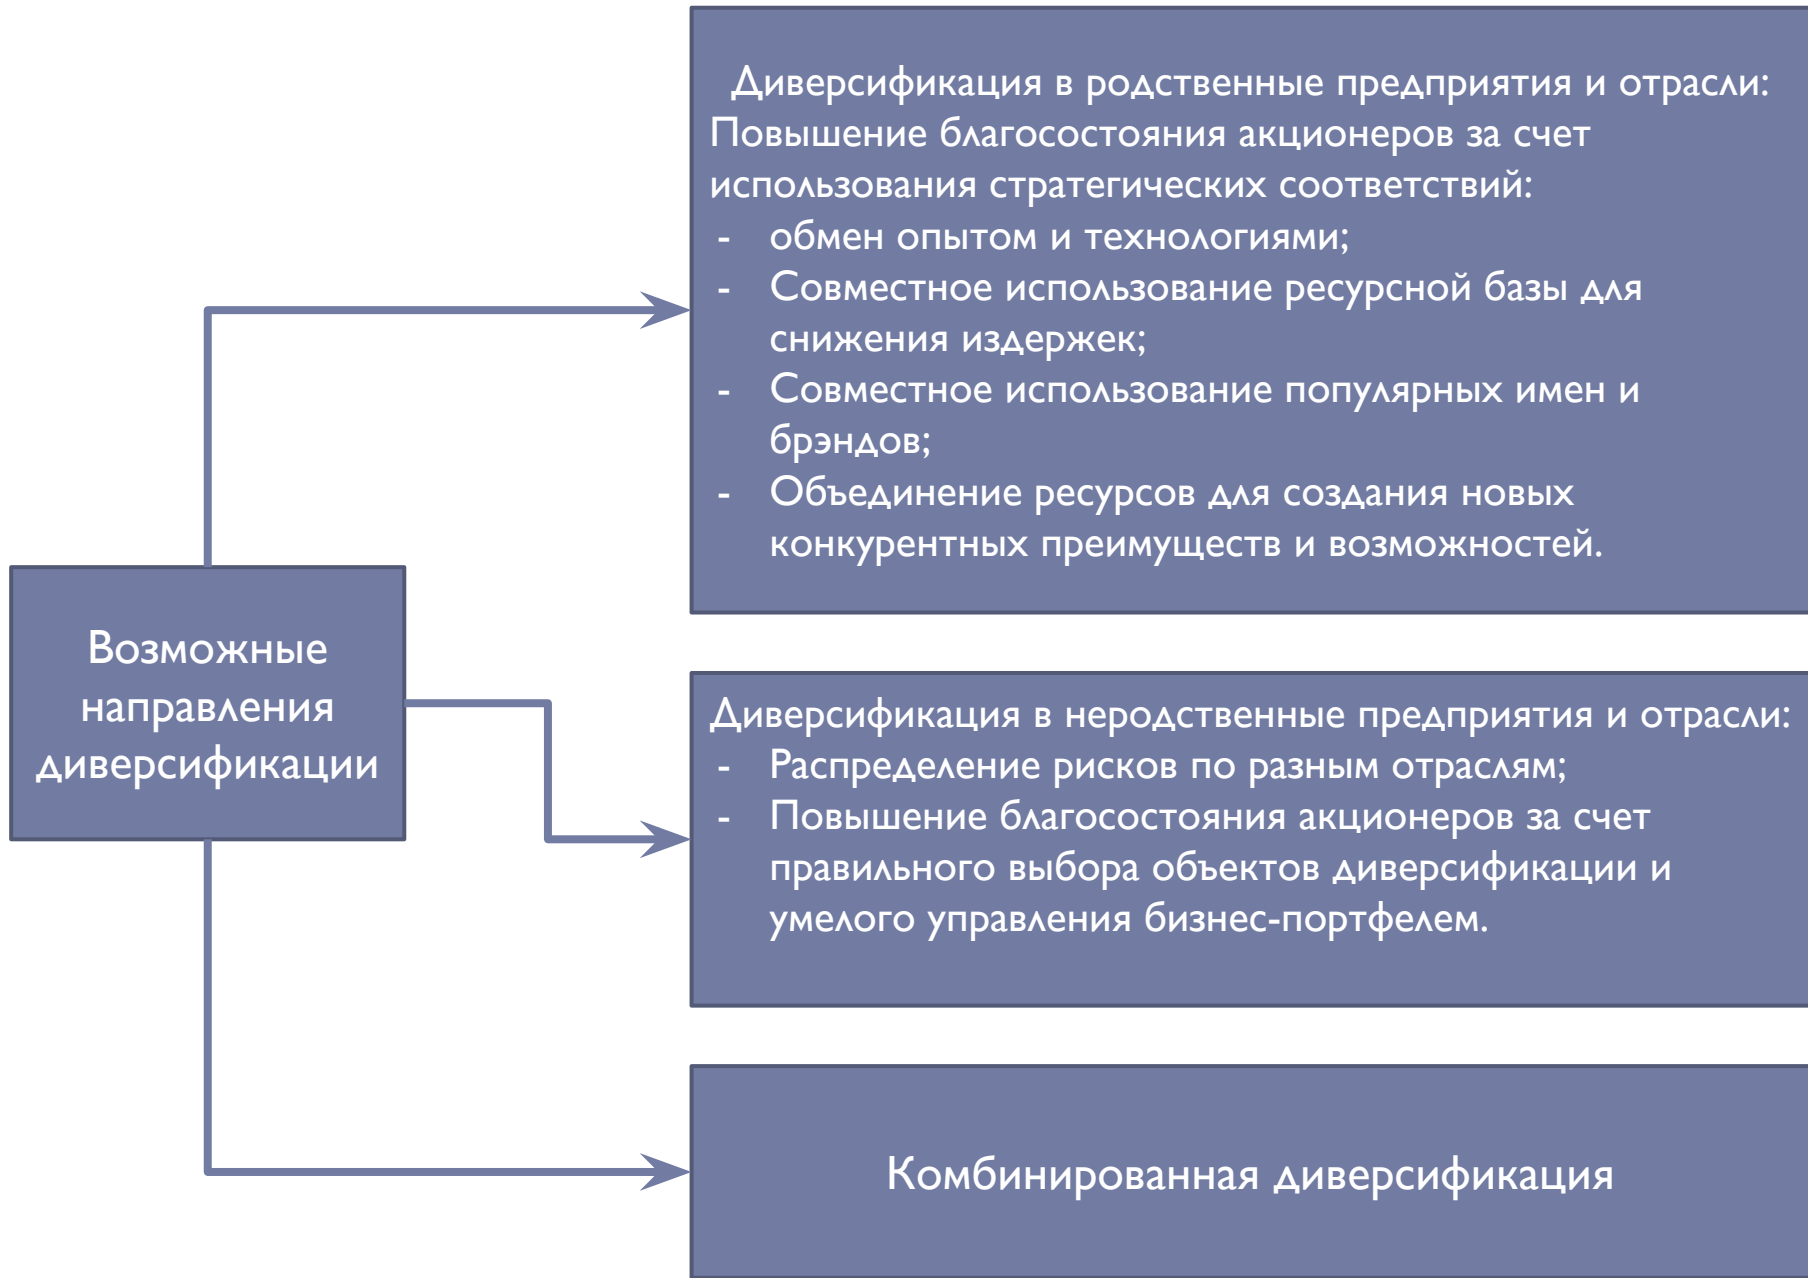 Диверсификация в родственные предприятия и отрасли:
Повышение благосостояния акционеров за счет
использования стратегических соответствий:
- обмен опытом и технологиями;
- Совместное использование ресурсной базы для
снижения издержек;
- Совместное использование популярных имен и
брэндов;
- Объединение ресурсов для создания новых
конкурентных преимуществ и возможностей.
Возможные
направления
диверсификации
Диверсификация в неродственные предприятия и отрасли:
- Распределение рисков по разным отраслям;
- Повышение благосостояния акционеров за счет
правильного выбора объектов диверсификации и
умелого управления бизнес-портфелем.
Комбинированная диверсификация